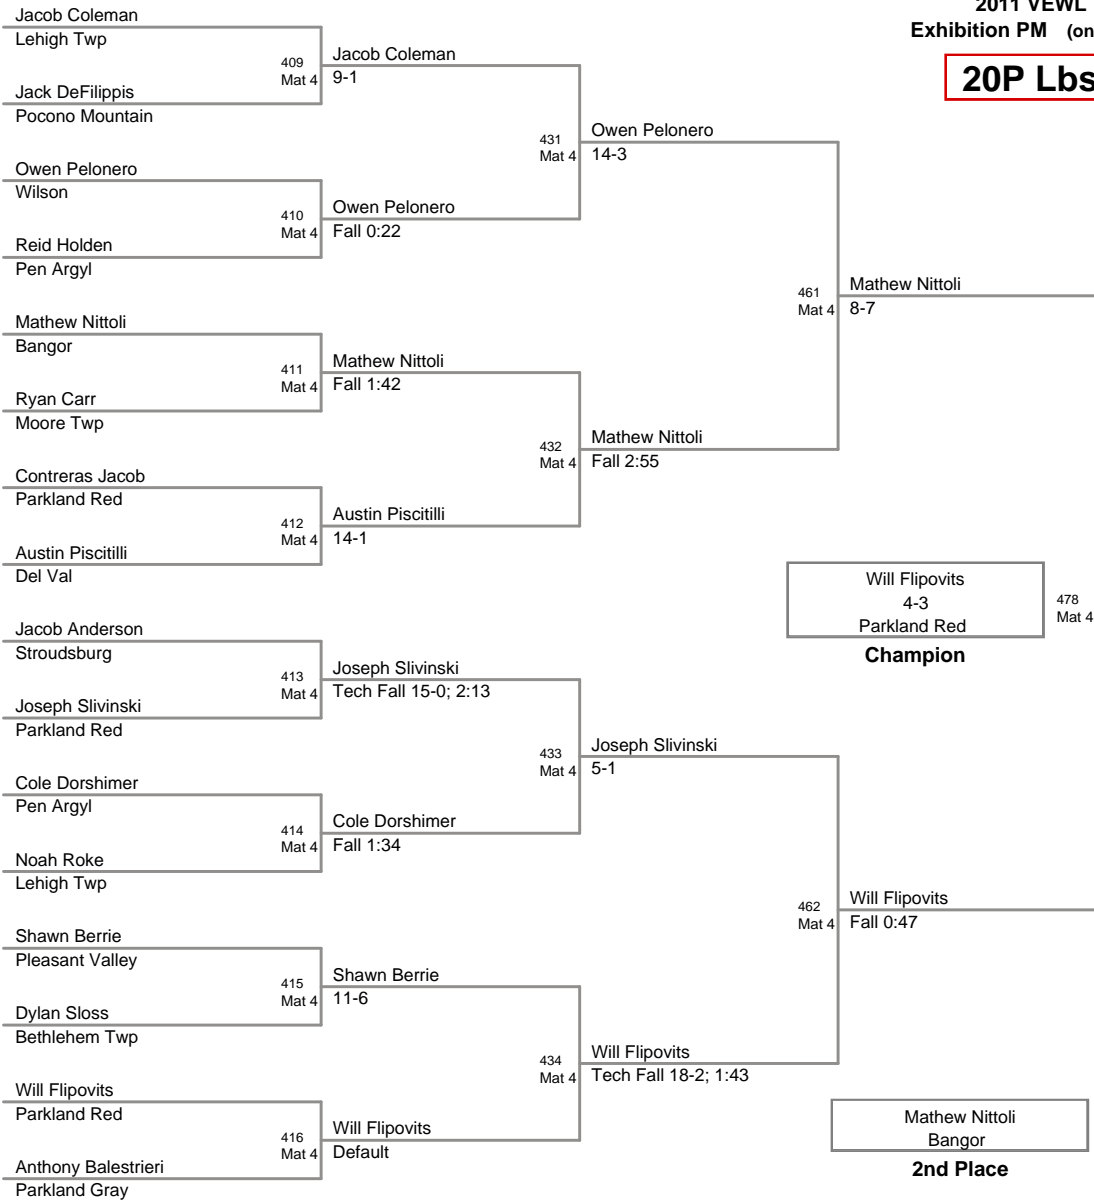 2011 VEWL
Exhibition PM (on
20P Lbs
Jacob Coleman
Lehigh Twp
409
Mat 4
Jacob Coleman
9-1
Jack DeFilippis
Pocono Mountain
431
Mat 4
Owen Pelonero
14-3
Owen Pelonero
Wilson
410
Mat 4
Owen Pelonero
Fall 0:22
Reid Holden
Pen Argyl
461
Mat 4
Mathew Nittoli
8-7
Mathew Nittoli
Bangor
411
Mat 4
Mathew Nittoli
Fall 1:42
Ryan Carr
Moore Twp
432
Mat 4
Mathew Nittoli
Fall 2:55
Contreras Jacob
Parkland Red
412
Mat 4
Austin Piscitilli
14-1
Austin Piscitilli
Del Val
Will Flipovits
4-3
Parkland Red
Champion
478
Mat 4
Jacob Anderson
Stroudsburg
413
Mat 4
Joseph Slivinski
Tech Fall 15-0; 2:13
Joseph Slivinski
Parkland Red
433
Mat 4
Joseph Slivinski
5-1
Cole Dorshimer
Pen Argyl
414
Mat 4
Cole Dorshimer
Fall 1:34
Noah Roke
Lehigh Twp
462
Mat 4
Will Flipovits
Fall 0:47
Shawn Berrie
Pleasant Valley
415
Mat 4
Shawn Berrie
11-6
Dylan Sloss
Bethlehem Twp
434
Mat 4
Will Flipovits
Tech Fall 18-2; 1:43
Will Flipovits
Parkland Red
416
Mat 4
Will Flipovits
Default
Anthony Balestrieri
Parkland Gray
Mathew Nittoli
Bangor
2nd Place